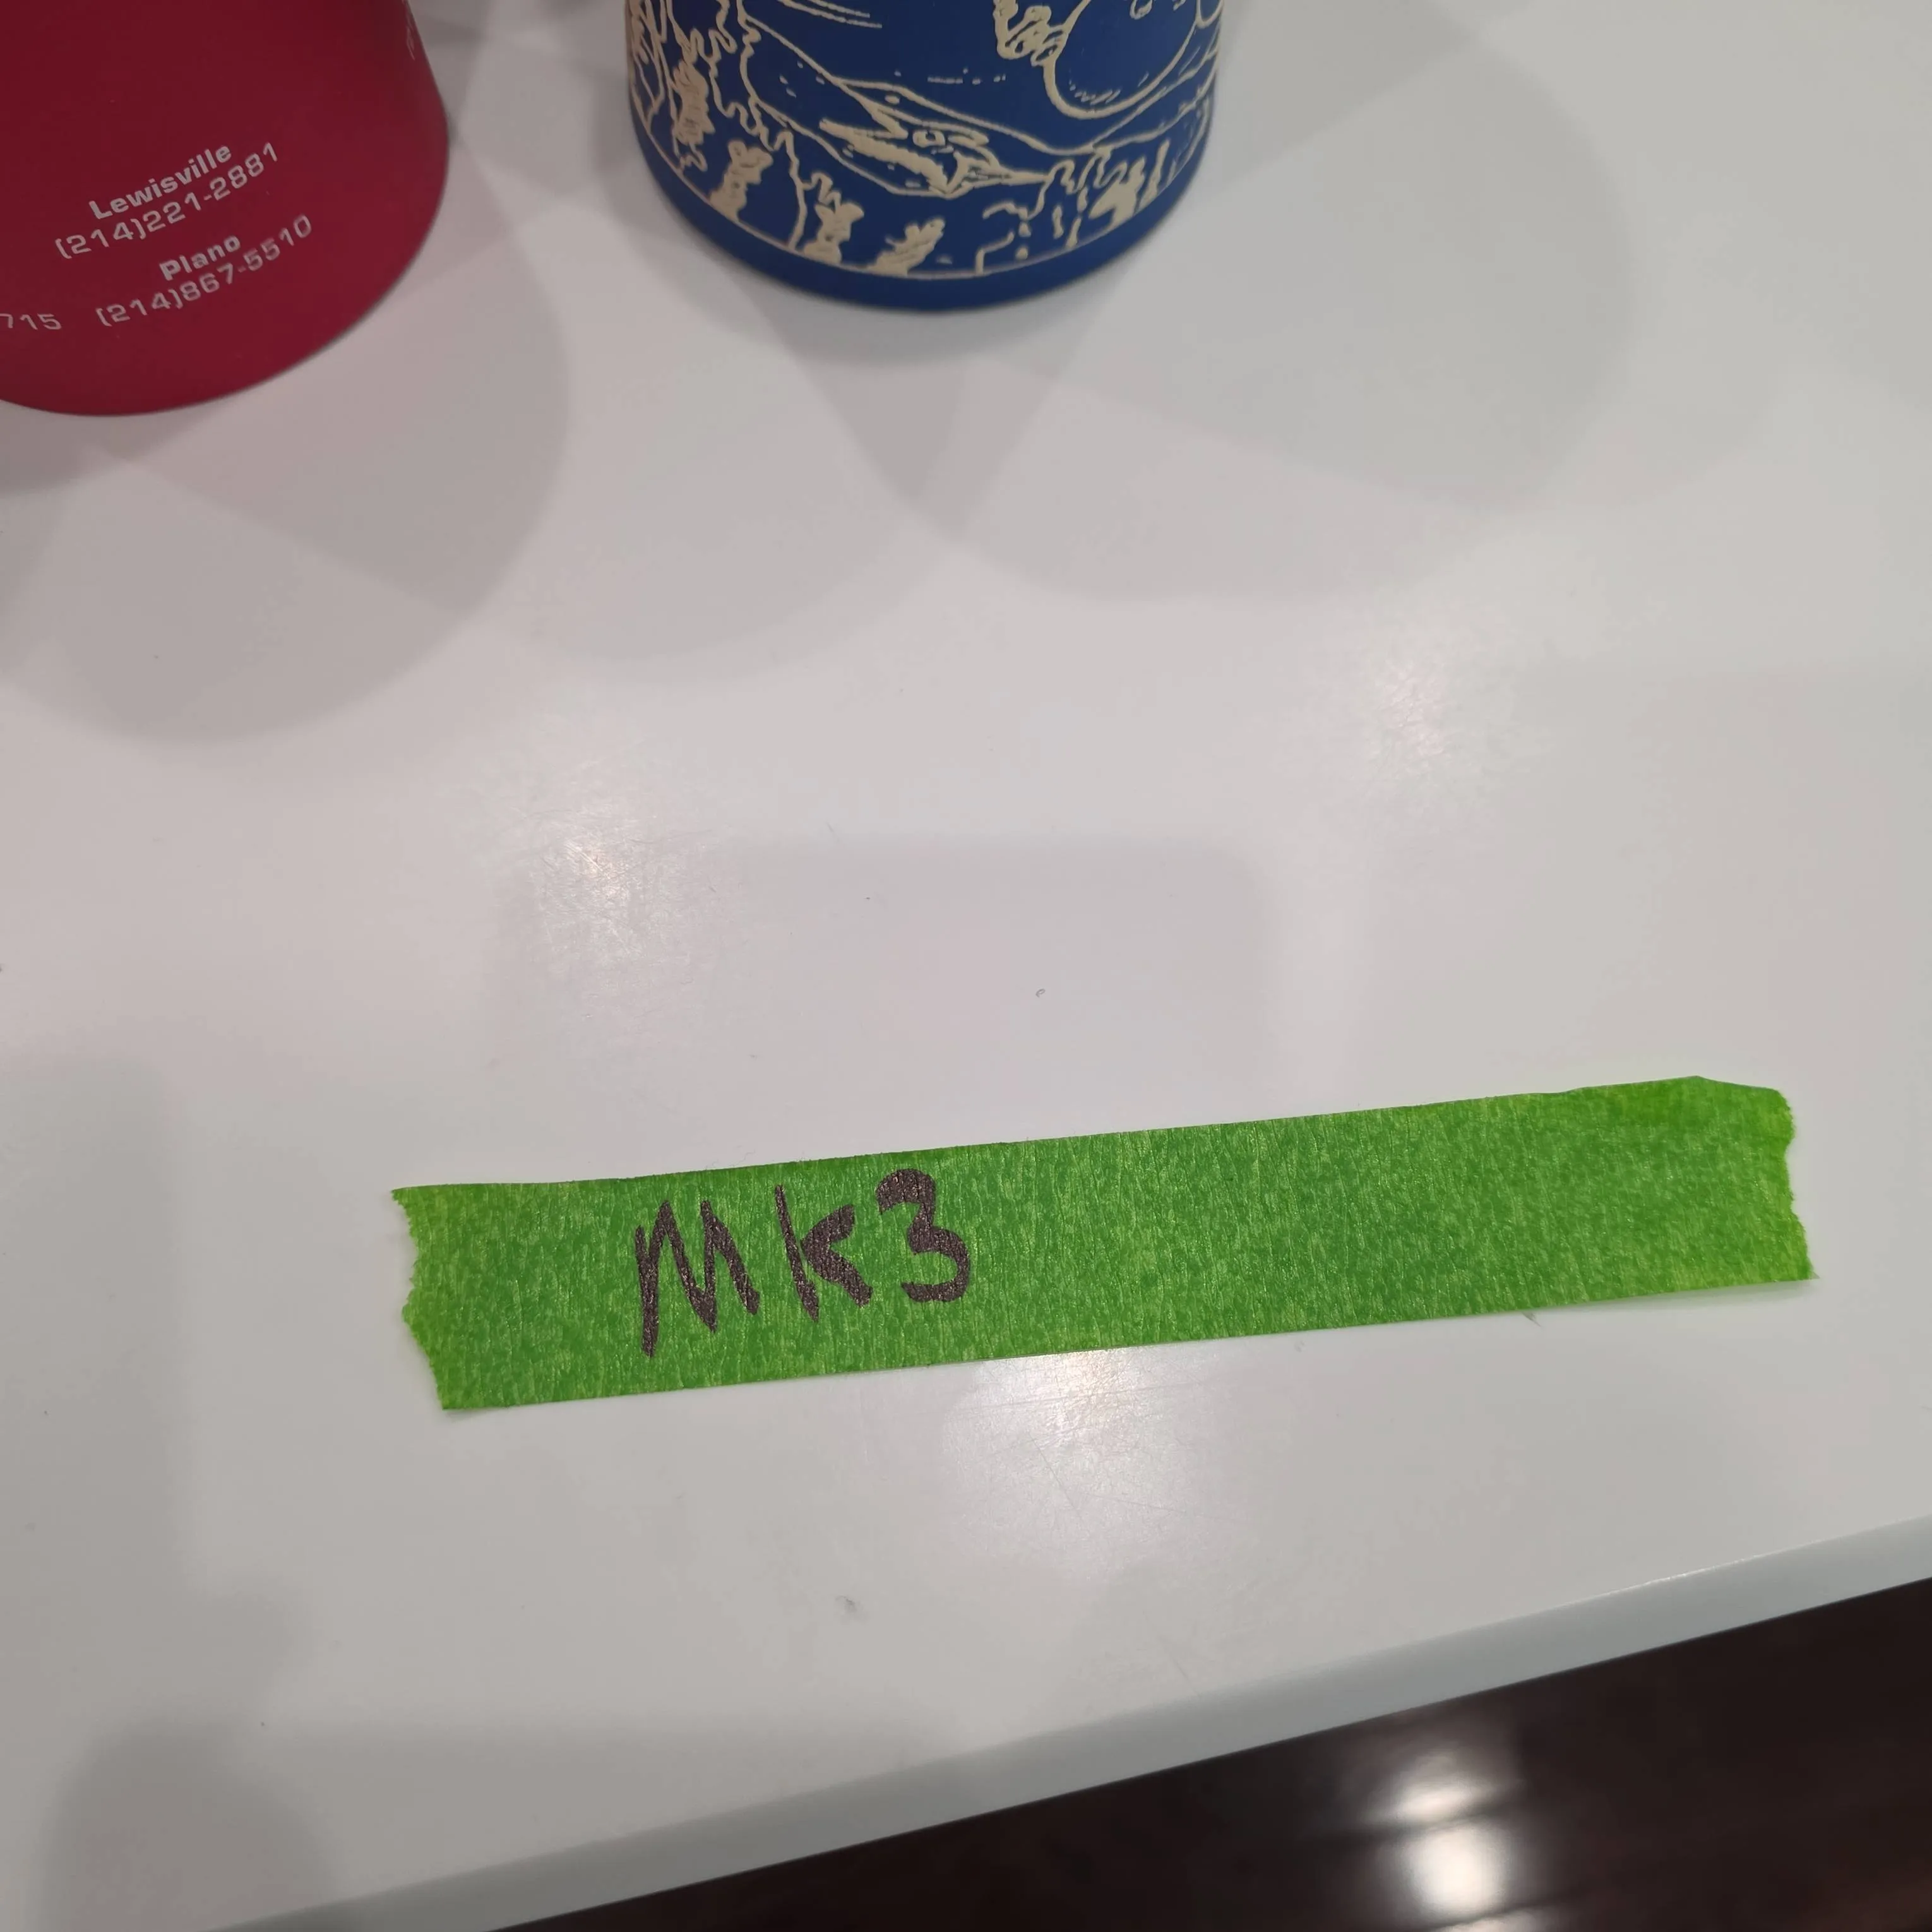 Lewisville
(214)221-2881
Plano
715 (214)867-5510
Mk3